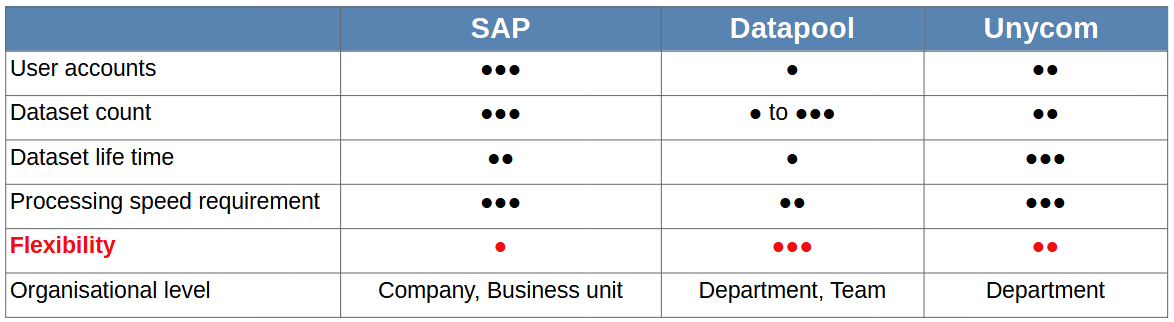 SAP Datapool Unycom
User accounts ●●● ● ●●
Dataset count ●●● ● to ●●● ●●
Dataset life time ●● ● ●●●
Processing speed requirement ●●● ●● ●●●
Flexibility ● ●●● ●●
Organisational level Company, Business unit Department, Team Department